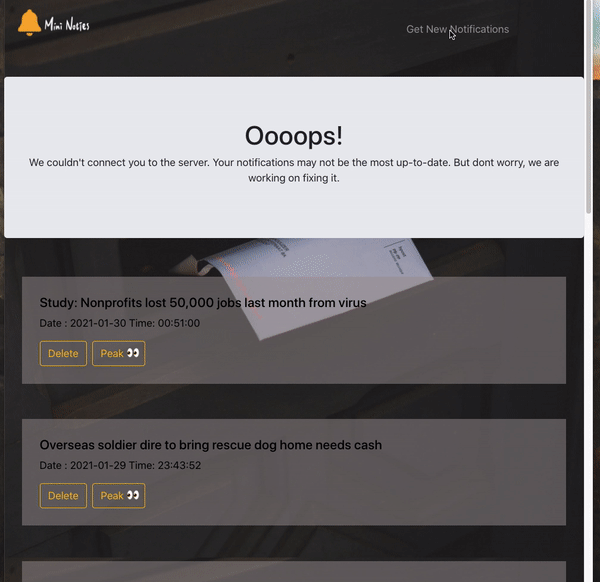 Mini Noties
Get New Notifications
Oooops!
We couldn't connect you to the server. Your notifications may not be the most up-to-date. But dont worry, we are
working on fixing it.
Study: Nonprofits lost 50,000 jobs last month from virus
Date : 2021-01-30 Time: 00:51:00
Delete
Peak 👀
Overseas soldier dire to bring rescue dog home needs cash
Date : 2021-01-29 Time: 23:43:52
Delete
Peak 👀